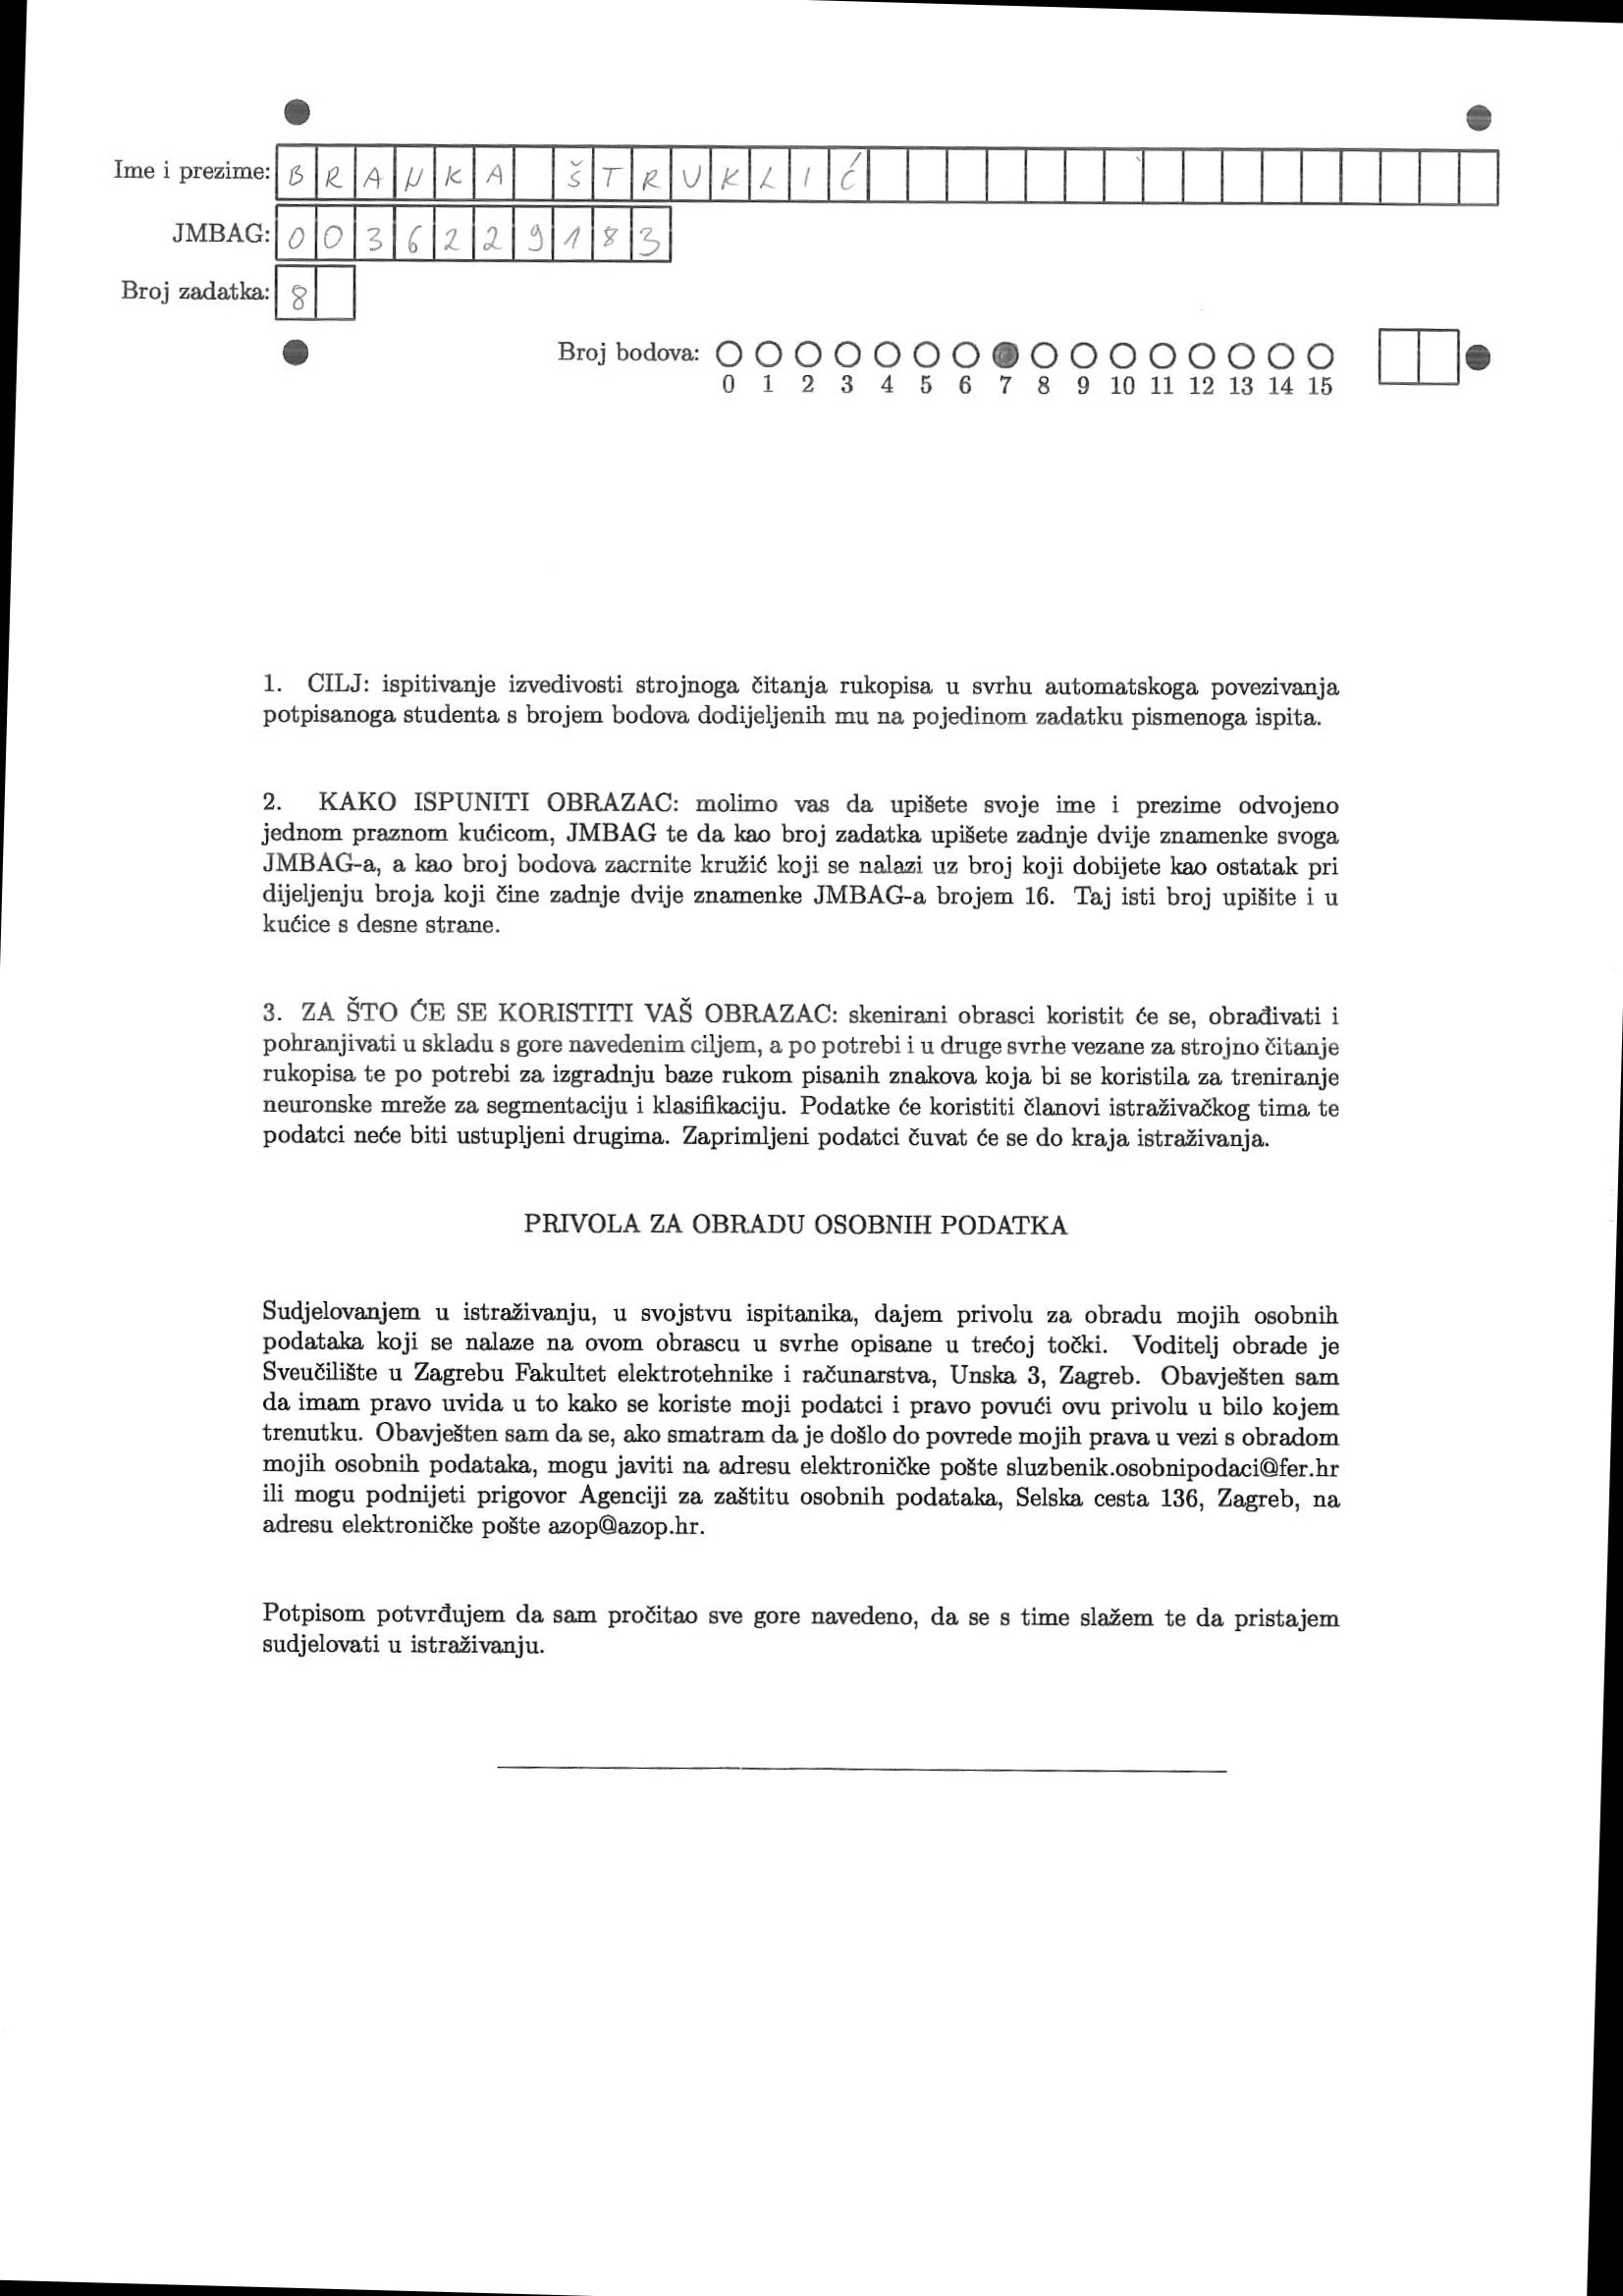 Ime i prezime: BRANKA ŠTRUKLIĆ
JMBAG: 0036229183
Broj zadatka: 8
Broj bodova:
0 1 2 3 4 5 6 7 8 9 10 11 12 13 14 15
1. CILJ: ispitivanje izvedivosti strojnoga čitanja rukopisa u svrhu automatskoga povezivanja
potpisanoga studenta s brojem bodova dodijeljenih mu na pojedinom zadatku pismenoga ispita.
2. KAKO ISPUNITI OBRAZAC: molimo vas da upišete svoje ime i prezime odvojeno
jednom praznom kućicom, JMBAG te da kao broj zadatka upišete zadnje dvije znamenke svoga
JMBAG-a, a kao broj bodova zacrnite kružić koji se nalazi uz broj koji dobijete kao ostatak pri
dijeljenju broja koji čine zadnje dvije znamenke JMBAG-a brojem 16. Taj isti broj upišite i u
kućice s desne strane.
3. ZA ŠTO ĆE SE KORISTITI VAŠ OBRAZAC: skenirani obrasci koristit će se, obrađivati i
pohranjivati u skladu s gore navedenim ciljem, a po potrebi i u druge svrhe vezane za strojno čitanje
rukopisa te po potrebi za izgradnju baze rukom pisanih znakova koja bi se koristila za treniranje
neuronske mreže za segmentaciju i klasifikaciju. Podatke će koristiti članovi istraživačkog tima te
podatci neće biti ustupljeni drugima. Zaprimljeni podatci čuvat će se do kraja istraživanja.
PRIVOLA ZA OBRADU OSOBNIH PODATKA
Sudjelovanjem u istraživanju, u svojstvu ispitanika, dajem privolu za obradu mojih osobnih
podataka koji se nalaze na ovom obrascu u svrhe opisane u trećoj točki. Voditelj obrade je
Sveučilište u Zagrebu Fakultet elektrotehnike i računarstva, Unska 3, Zagreb. Obavješten sam
da imam pravo uvida u to kako se koriste moji podatci i pravo povući ovu privolu u bilo kojem
trenutku. Obavješten sam da se, ako smatram da je došlo do povrede mojih prava u vezi s obradom
mojih osobnih podataka, mogu javiti na adresu elektroničke pošte sluzbenik.osobnipodaci@fer.hr
ili mogu podnijeti prigovor Agenciji za zaštitu osobnih podataka, Selska cesta 136, Zagreb, na
adresu elektroničke pošte azop@azop.hr.
Potpisom potvrđujem da sam pročitao sve gore navedeno, da se s time slažem te da pristajem
sudjelovati u istraživanju.